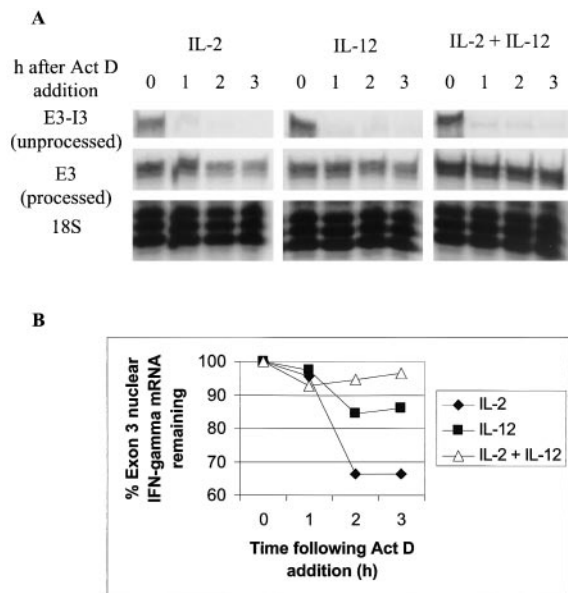 A
IL-2 IL-12 IL-2 + IL-12
h after Act D
addition
0 1 2 3 0 1 2 3 0 1 2 3
E3-I3
(unprocessed)
E3
(processed)
18S
B
% Exon 3 nuclear
IFN-gamma mRNA
remaining
100
90
80
70
60
0 1 2 3
Time following Act D
addition (h)
IL-2
IL-12
IL-2 + IL-12